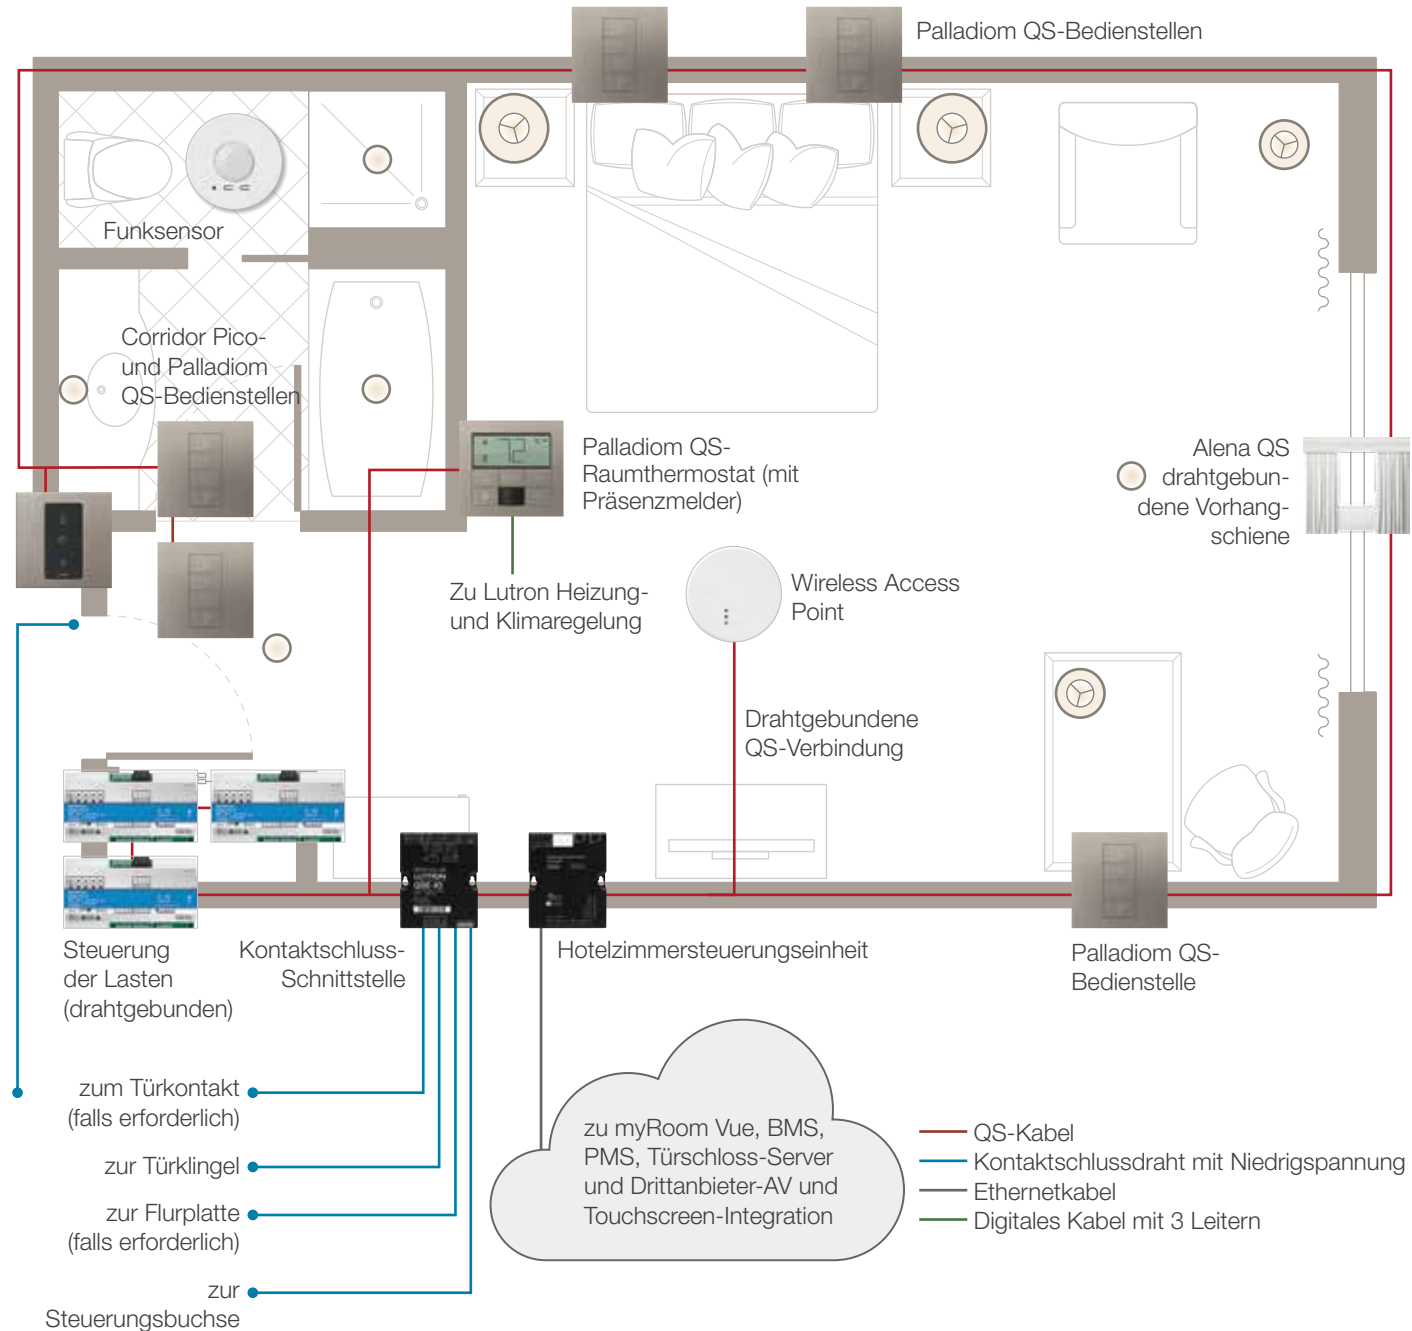 Palladiom QS-Bedienstellen
Funksensor
Corridor Pico-
und Palladiom
QS-Bedienstellen
Palladiom QS-
Raumthermostat (mit
Präsenzmelder)
Alena QS
drahtgebun-
dene Vorhang-
schiene
Zu Lutron Heizung-
und Klimaregelung
Wireless Access
Point
Drahtgebundene
QS-Verbindung
Steuerung
der Lasten
(drahtgebunden)
Kontaktschluss-
Schnittstelle
Hotelzimmersteuerungseinheit
Palladiom QS-
Bedienstelle
zum Türkontakt
(falls erforderlich)
zur Türklingel
zur Flurplatte
(falls erforderlich)
zur
Steuerungsbuchse
zu myRoom Vue, BMS,
PMS, Türschloss-Server
und Drittanbieter-AV und
Touchscreen-Integration
QS-Kabel
Kontaktschlussdraht mit Niedrigspannung
Ethernetkabel
Digitales Kabel mit 3 Leitern